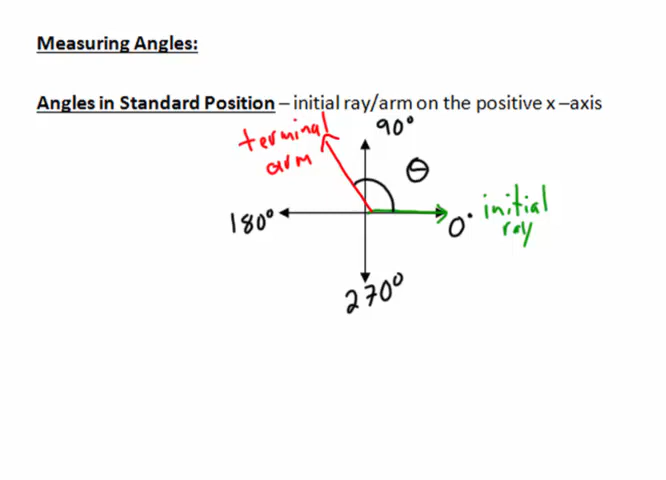 Measuring Angles:
Angles in Standard Position – initial ray/arm on the positive x –axis
terminal
arm
90°
θ
180°
0°
initial
ray
270°